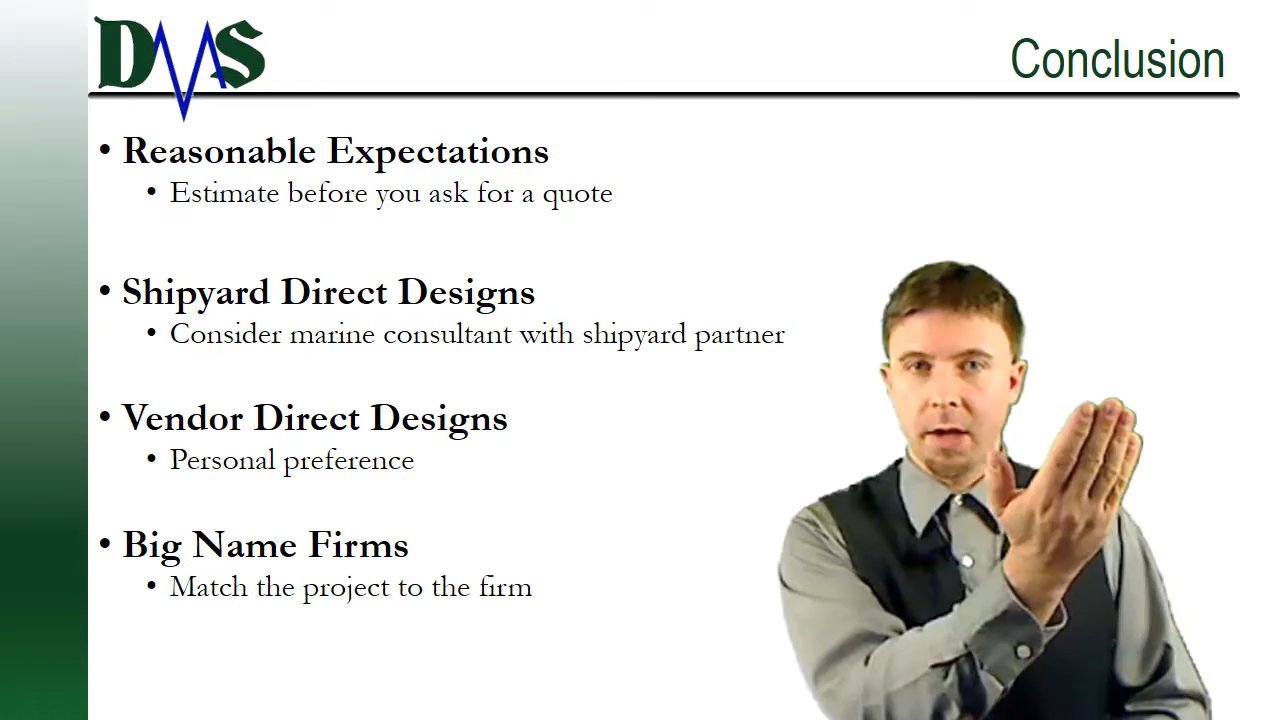 DMS
Conclusion
• Reasonable Expectations
• Estimate before you ask for a quote
• Shipyard Direct Designs
• Consider marine consultant with shipyard partner
• Vendor Direct Designs
• Personal preference
• Big Name Firms
• Match the project to the firm